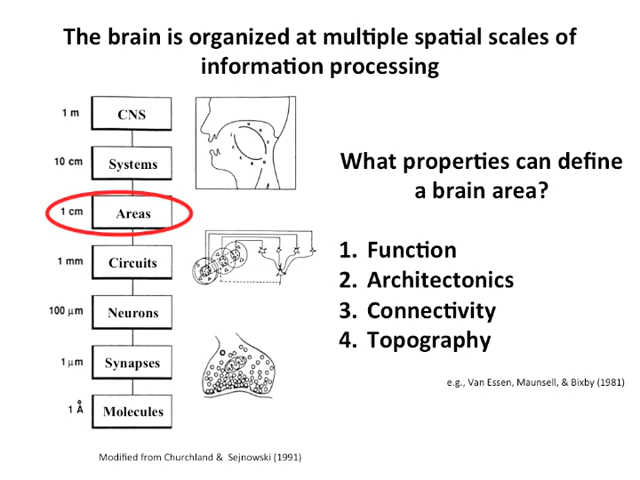 The brain is organized at multiple spatial scales of
information processing
1 m CNS
10 cm Systems
1 cm Areas
1 mm Circuits
100 µm Neurons
1 µm Synapses
1 Å Molecules
Modified from Churchland & Sejnowski (1991)
What properties can define
a brain area?
1. Function
2. Architectonics
3. Connectivity
4. Topography
e.g., Van Essen, Maunsell, & Bixby (1981)